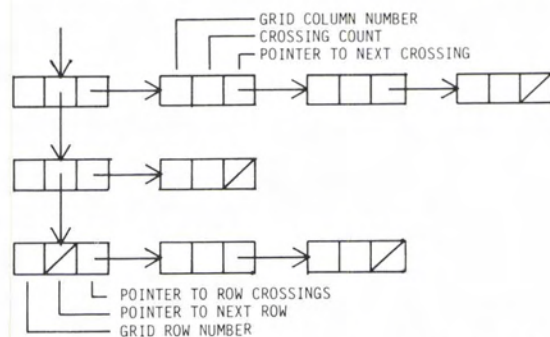 GRID COLUMN NUMBER
CROSSING COUNT
POINTER TO NEXT CROSSING
POINTER TO ROW CROSSINGS
POINTER TO NEXT ROW
GRID ROW NUMBER